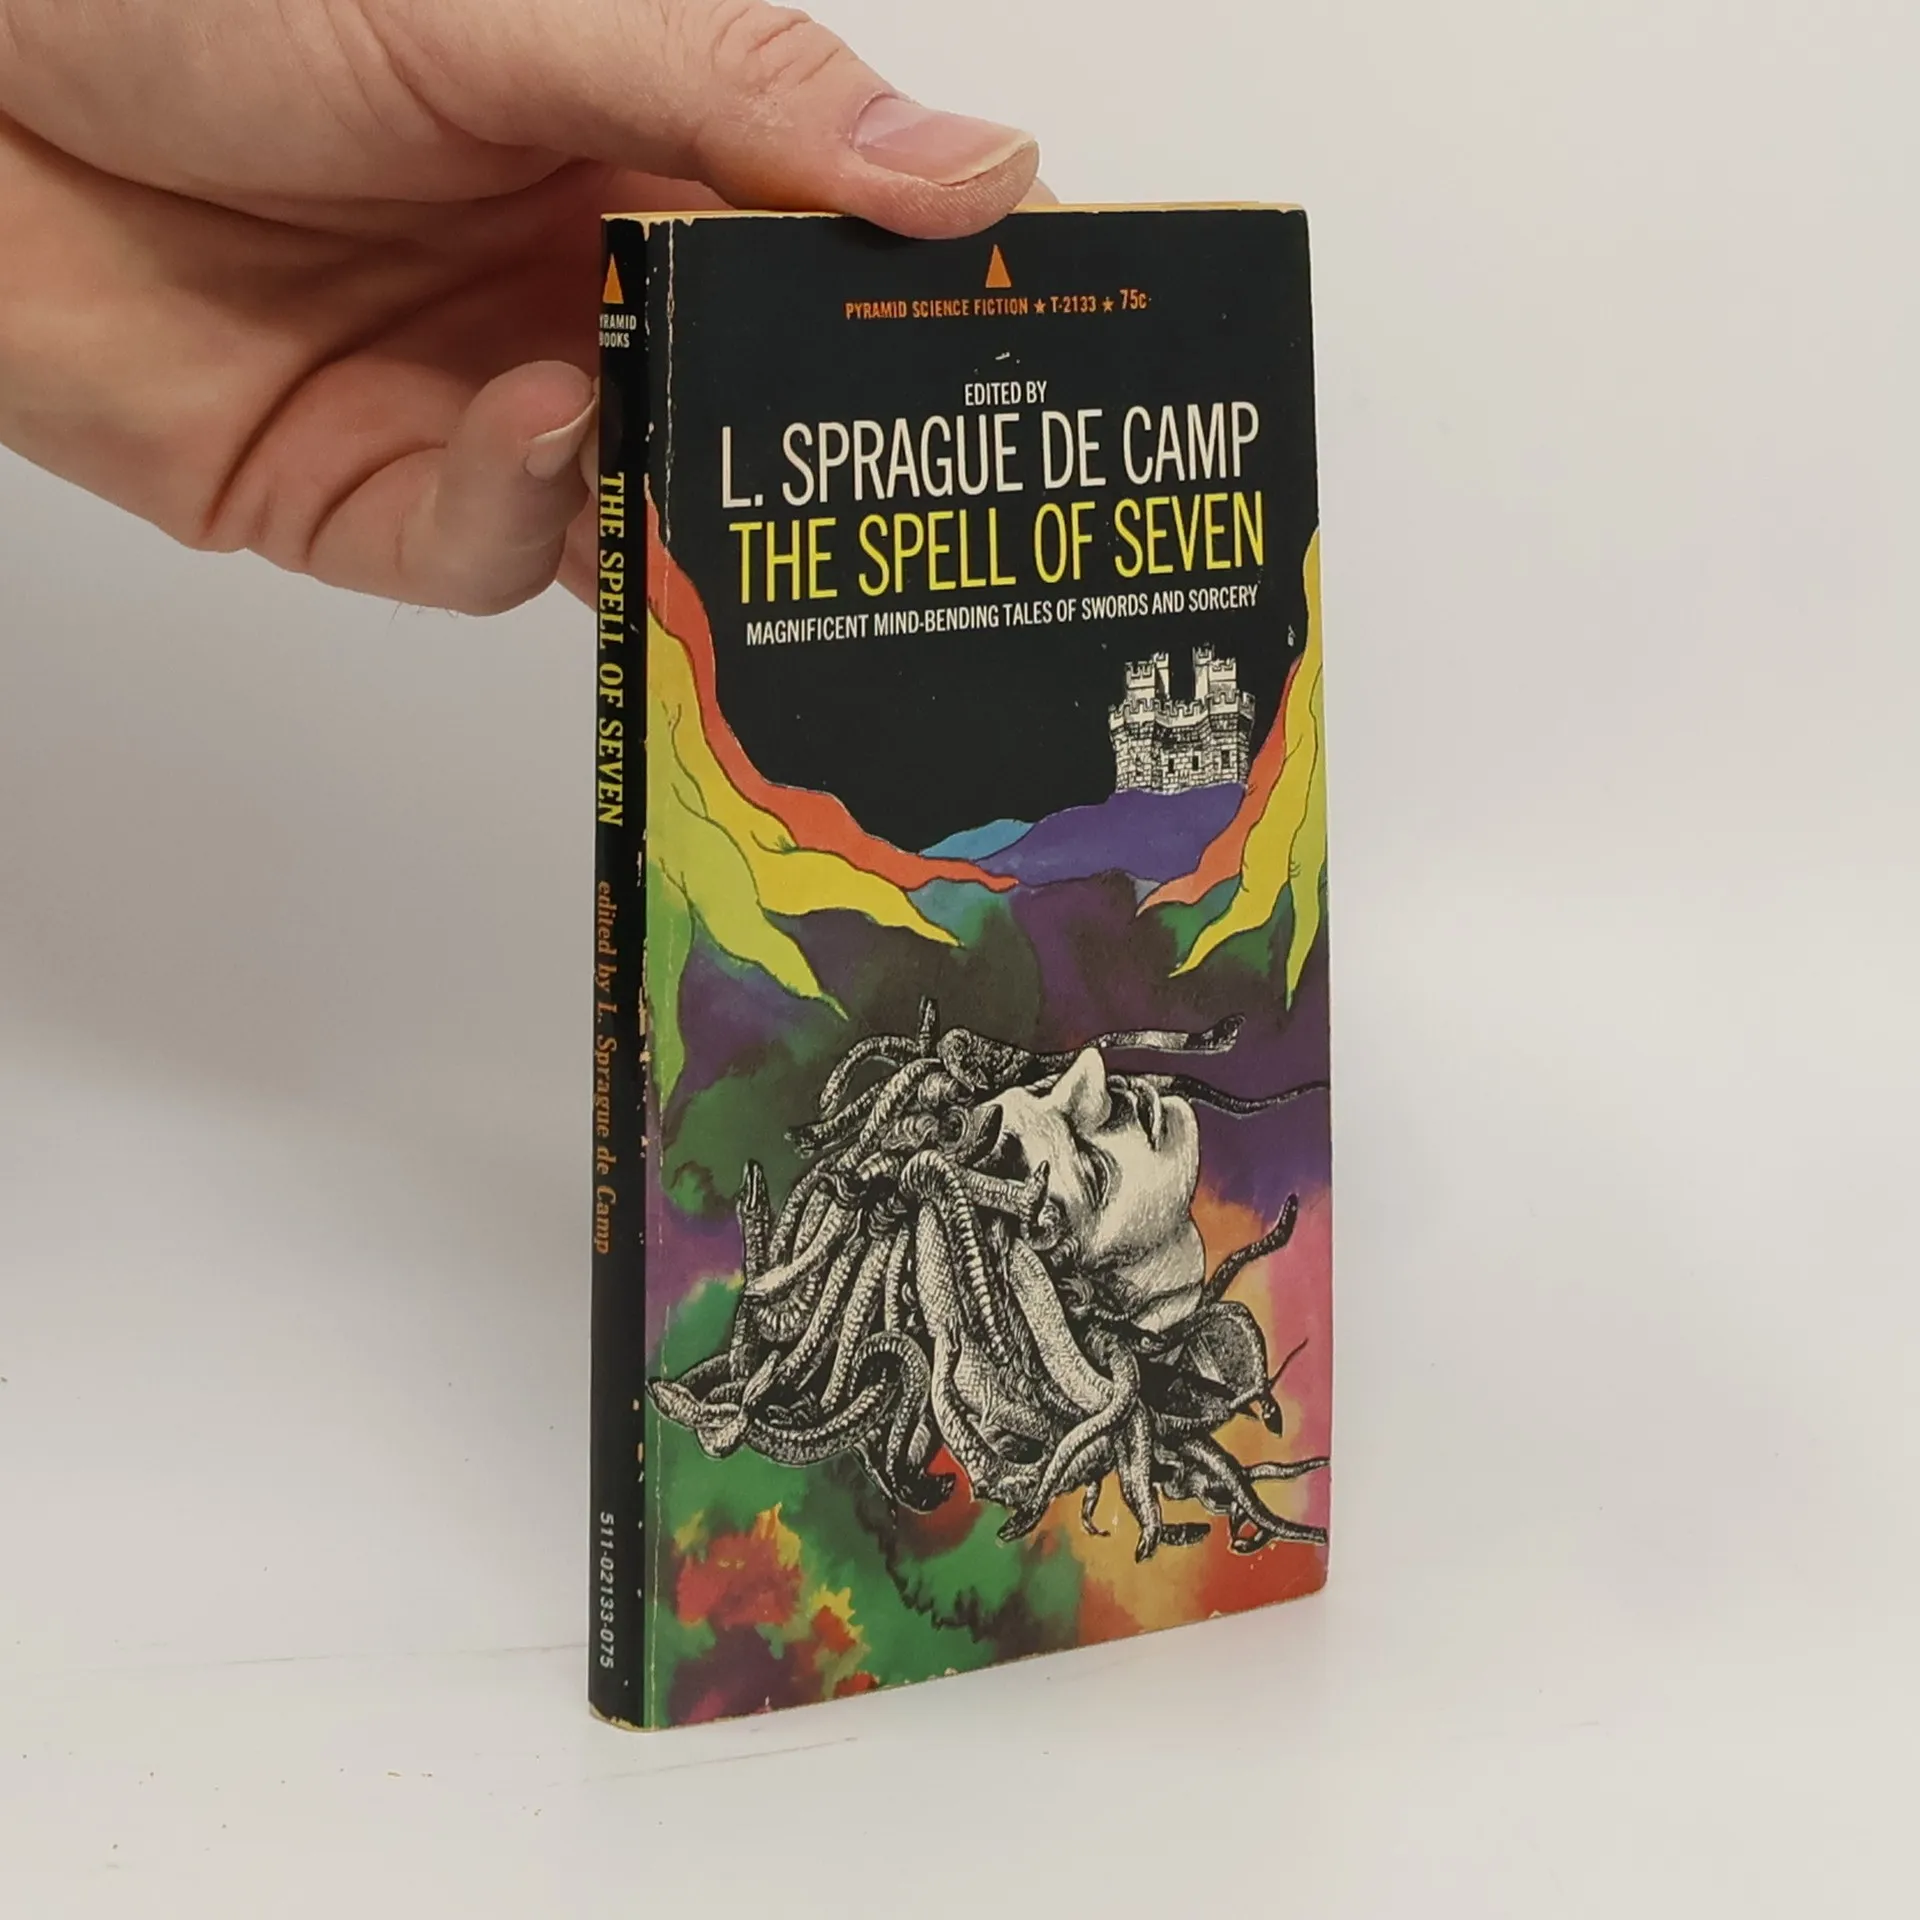 PYRAMID SCIENCE FICTION ★ T-2133 ★ 75c
EDITED BY
L. SPRAGUE DE CAMP
THE SPELL OF SEVEN
MAGNIFICENT MIND-BENDING TALES OF SWORDS AND SORCERY
PYRAMID
BOOKS
THE SPELL OF SEVEN edited by L. Sprague de Camp 511-02133-075